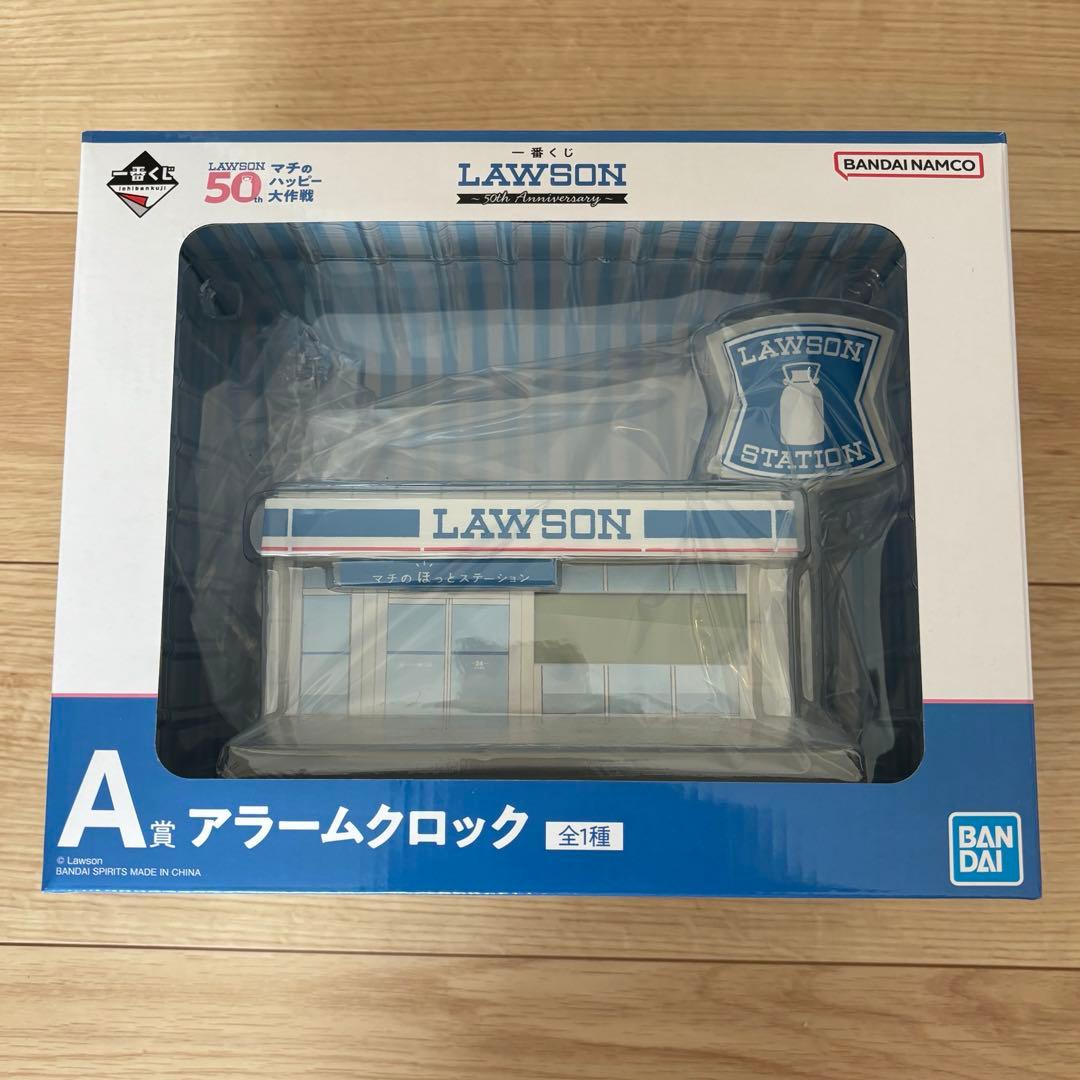 一番くじ
ichibankuji
LAWSON
50th
マチの
ハッピー
大作戦
一番くじ
LAWSON
~ 50th Anniversary ~
BANDAI NAMCO
LAWSON
STATION
LAWSON
マチの ほっとステーション
24
A賞 アラームクロック 全1種
© Lawson
BANDAI SPIRITS MADE IN CHINA
BAN
DAI